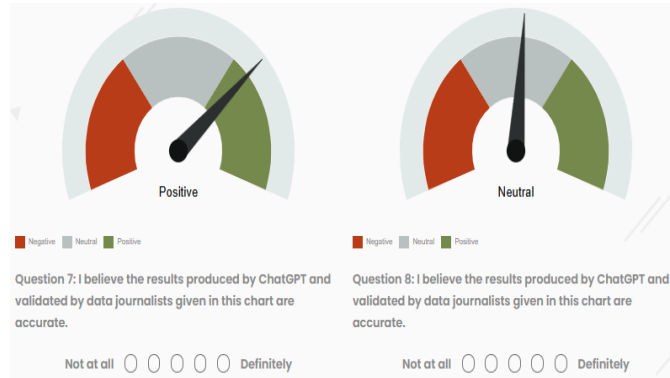 Positive
Negative Neutral Positive
Question 7: I believe the results produced by ChatGPT and
validated by data journalists given in this chart are
accurate.
Not at all Definitely
Neutral
Negative Neutral Positive
Question 8: I believe the results produced by ChatGPT and
validated by data journalists given in this chart are
accurate.
Not at all Definitely